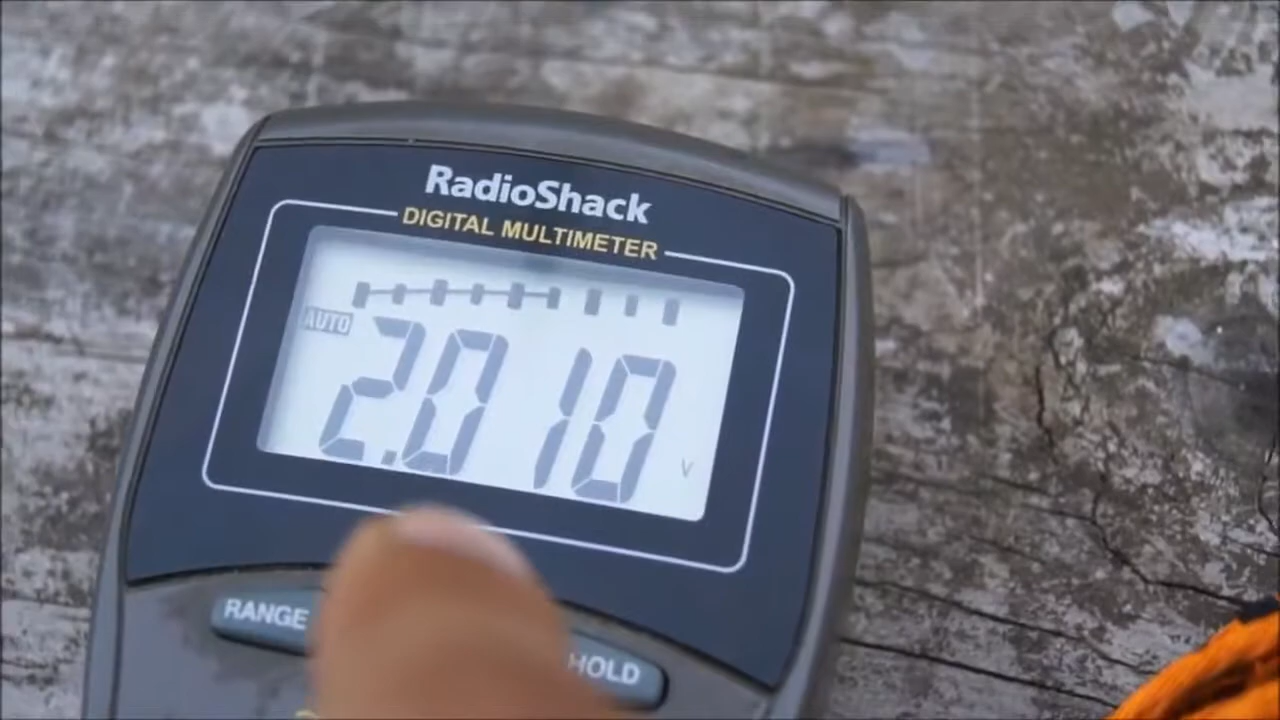 RadioShack
DIGITAL MULTIMETER
AUTO
2.010
V
RANGE
HOLD